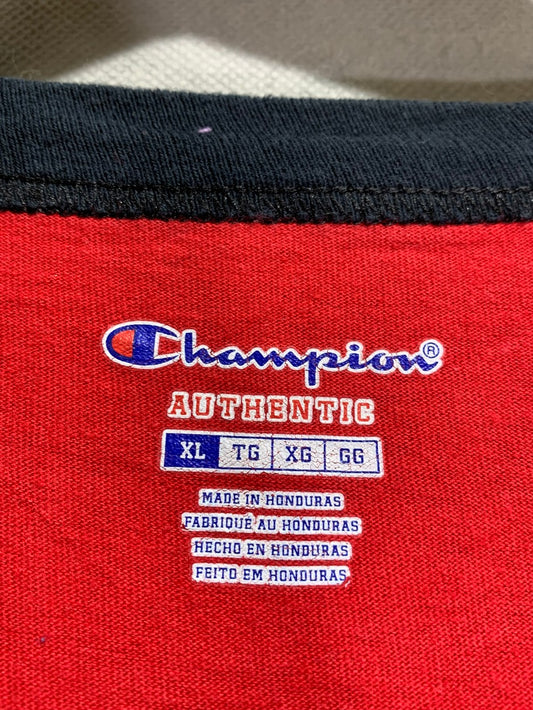 Champion®
AUTHENTIC
XL TG XG GG
MADE IN HONDURAS
FABRIQUÉ AU HONDURAS
HECHO EN HONDURAS
FEITO EM HONDURAS